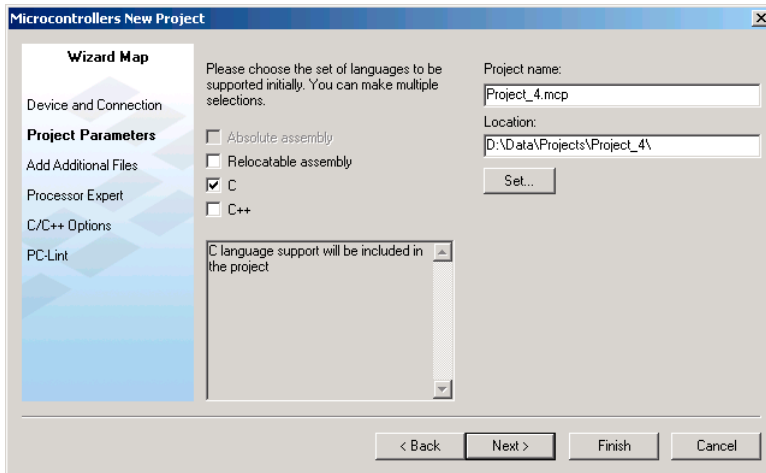 Microcontrollers New Project
Wizard Map
Device and Connection
Project Parameters
Add Additional Files
Processor Expert
C/C++ Options
PC-Lint
Please choose the set of languages to be
supported initially. You can make multiple
selections.
Absolute assembly
Relocatable assembly
C
C++
C language support will be included in
the project
Project name:
Project_4.mcp
Location:
D:\Data\Projects\Project_4\
Set...
< Back
Next >
Finish
Cancel